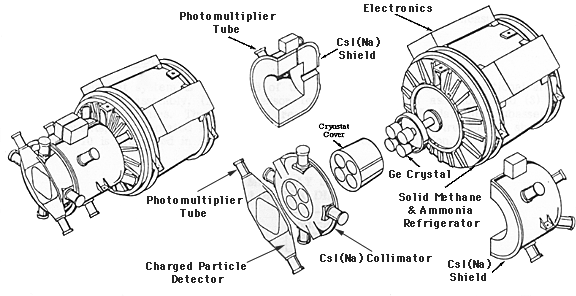 Photomultiplier
Tube
CsI(Na)
Shield
Electronics
Cryostat
Cover
Ge Crystal
Solid Methane
& Ammonia
Refrigerator
Photomultiplier
Tube
CsI(Na)
Shield
CsI(Na) Collimator
Charged Particle
Detector